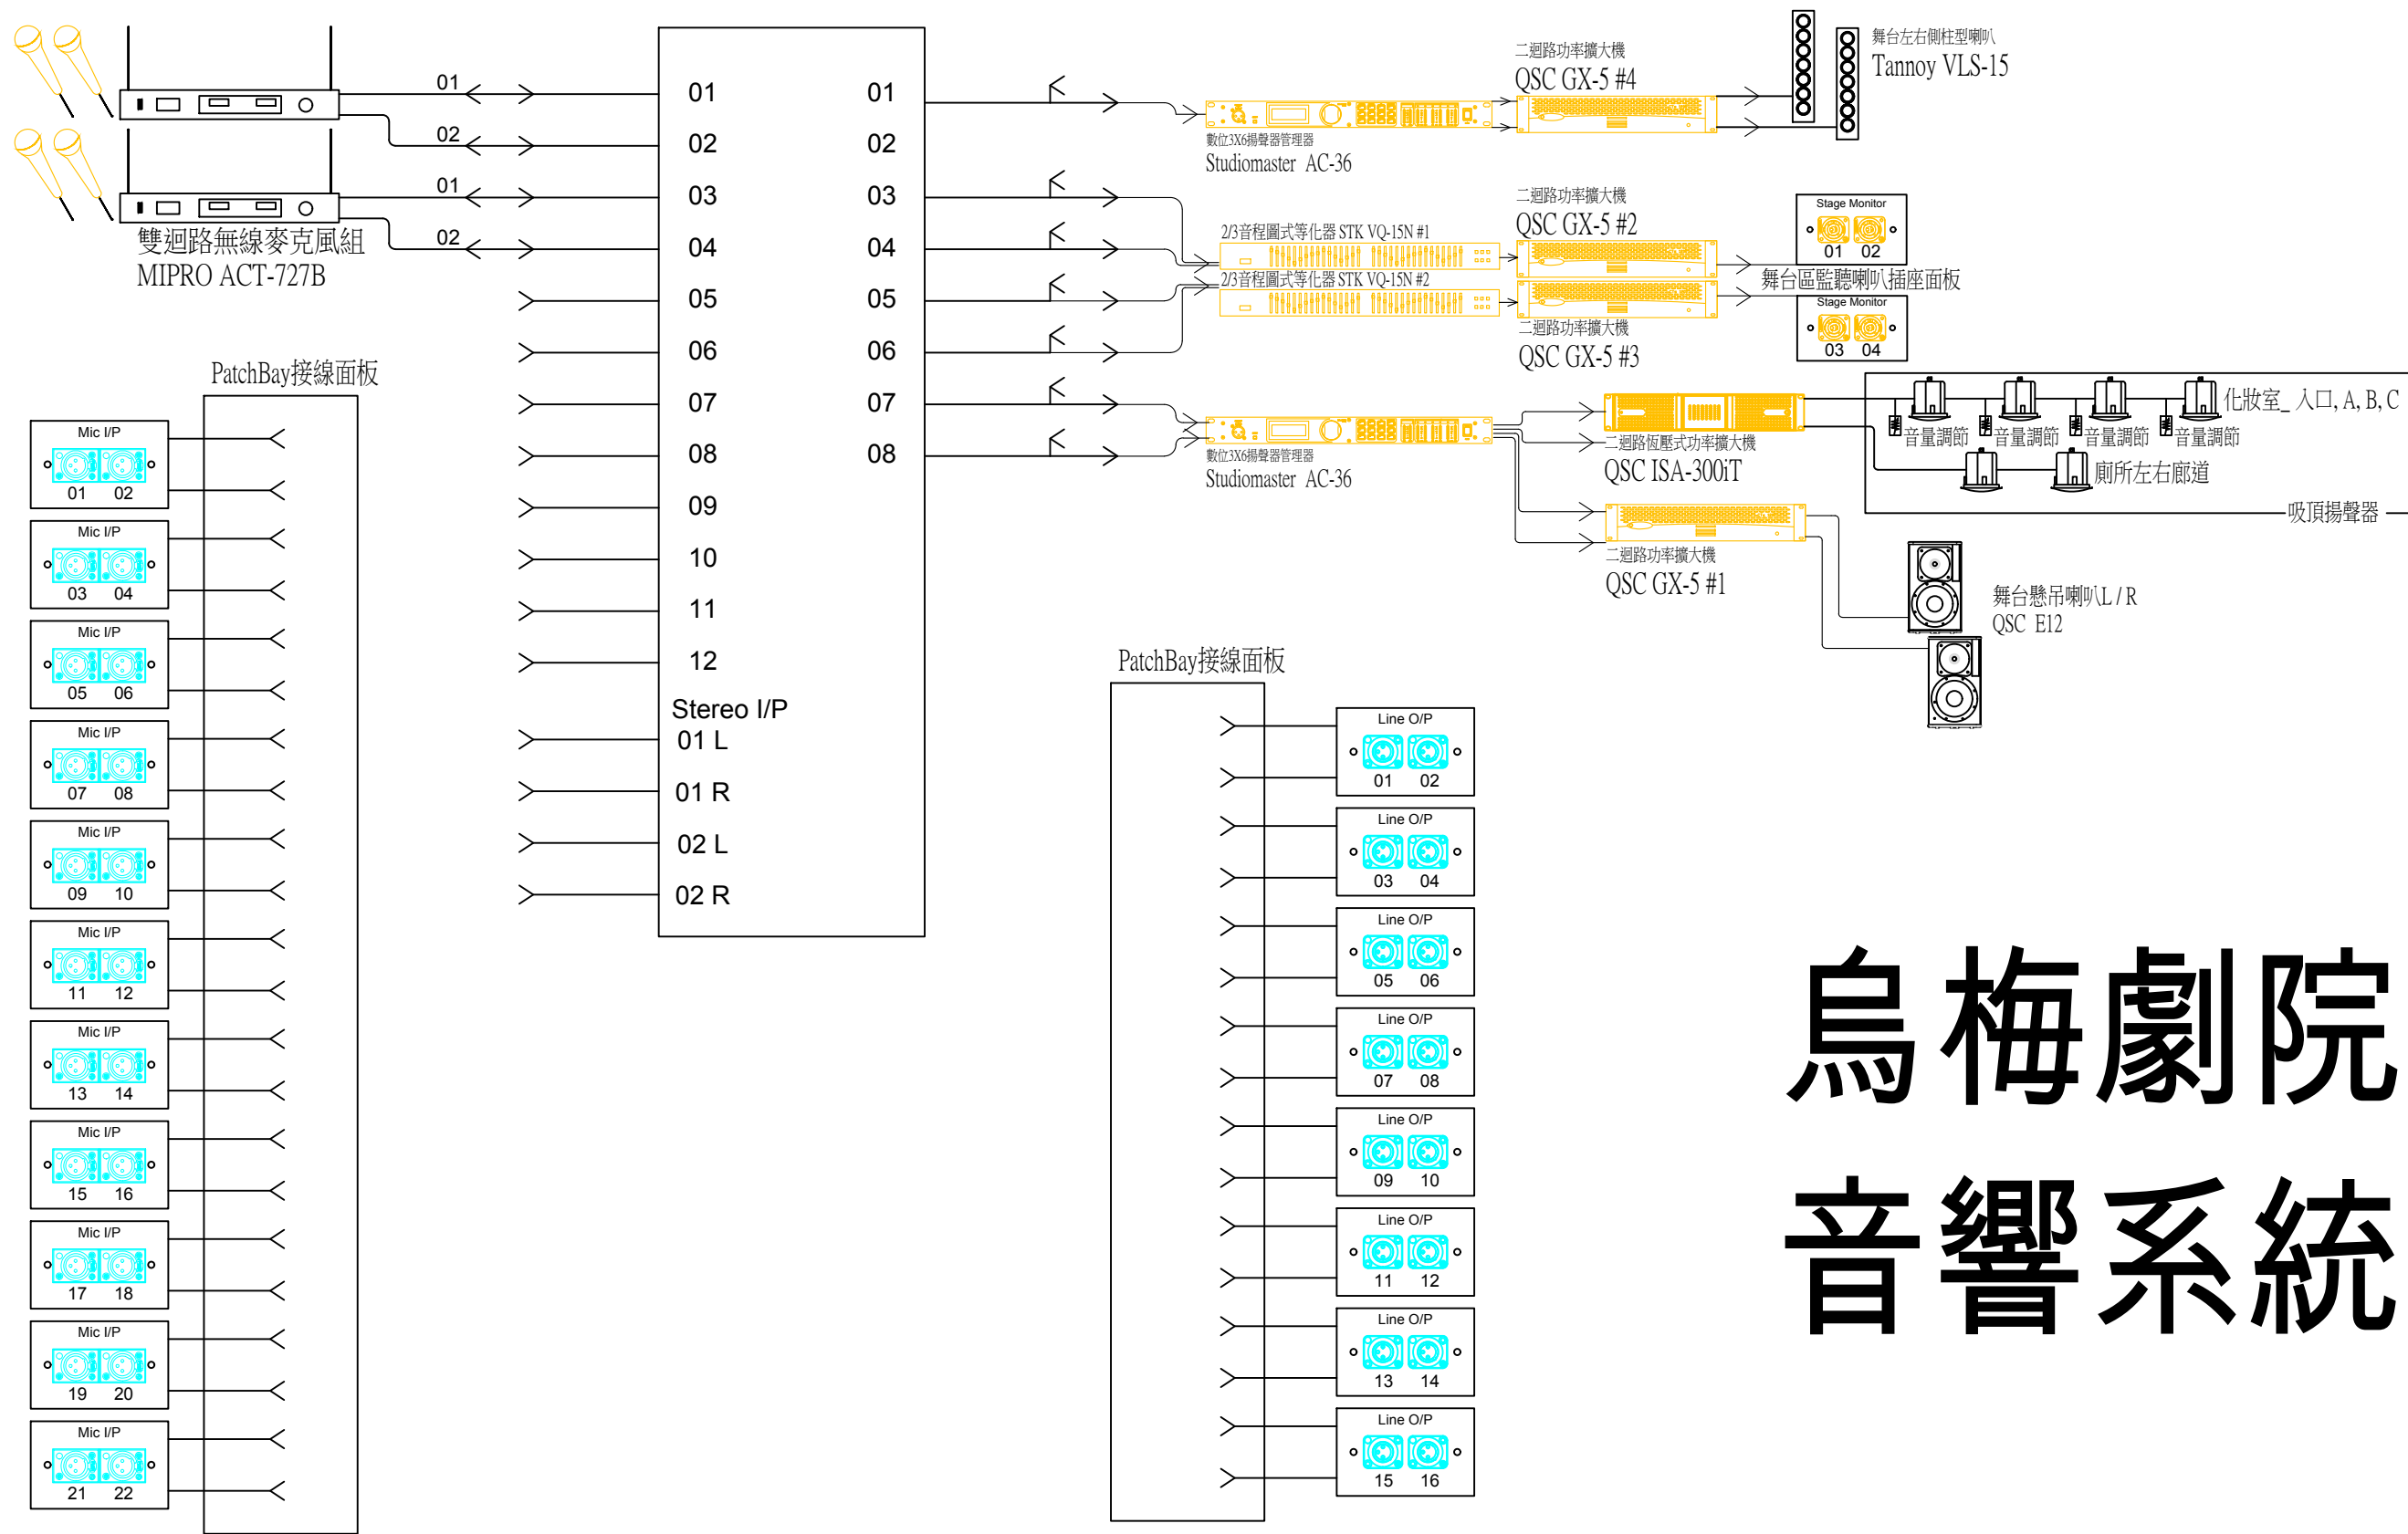 01
02
01
02
雙迴路無線麥克風組
MIPRO ACT-727B
01
02
03
04
05
06
07
08
09
10
11
12
Stereo I/P
01 L
01 R
02 L
02 R
01
02
03
04
05
06
07
08
數位3X6揚聲器管理器
Studiomaster AC-36
二迴路功率擴大機
QSC GX-5 #4
舞台左右側柱型喇叭
Tannoy VLS-15
2/3音程圖式等化器 STK VQ-15N #1
2/3音程圖式等化器 STK VQ-15N #2
二迴路功率擴大機
QSC GX-5 #2
二迴路功率擴大機
QSC GX-5 #3
Stage Monitor
01 02
舞台區監聽喇叭插座面板
Stage Monitor
03 04
數位3X6揚聲器管理器
Studiomaster AC-36
二迴路恆壓式功率擴大機
QSC ISA-300iT
二迴路功率擴大機
QSC GX-5 #1
化妝室_ 入口, A, B, C
音量調節 音量調節 音量調節 音量調節
廁所左右廊道
吸頂揚聲器
舞台懸吊喇叭L / R
QSC E12
PatchBay接線面板
Mic I/P
01 02
Mic I/P
03 04
Mic I/P
05 06
Mic I/P
07 08
Mic I/P
09 10
Mic I/P
11 12
Mic I/P
13 14
Mic I/P
15 16
Mic I/P
17 18
Mic I/P
19 20
Mic I/P
21 22
PatchBay接線面板
Line O/P
01 02
Line O/P
03 04
Line O/P
05 06
Line O/P
07 08
Line O/P
09 10
Line O/P
11 12
Line O/P
13 14
Line O/P
15 16
烏梅劇院
音響系統